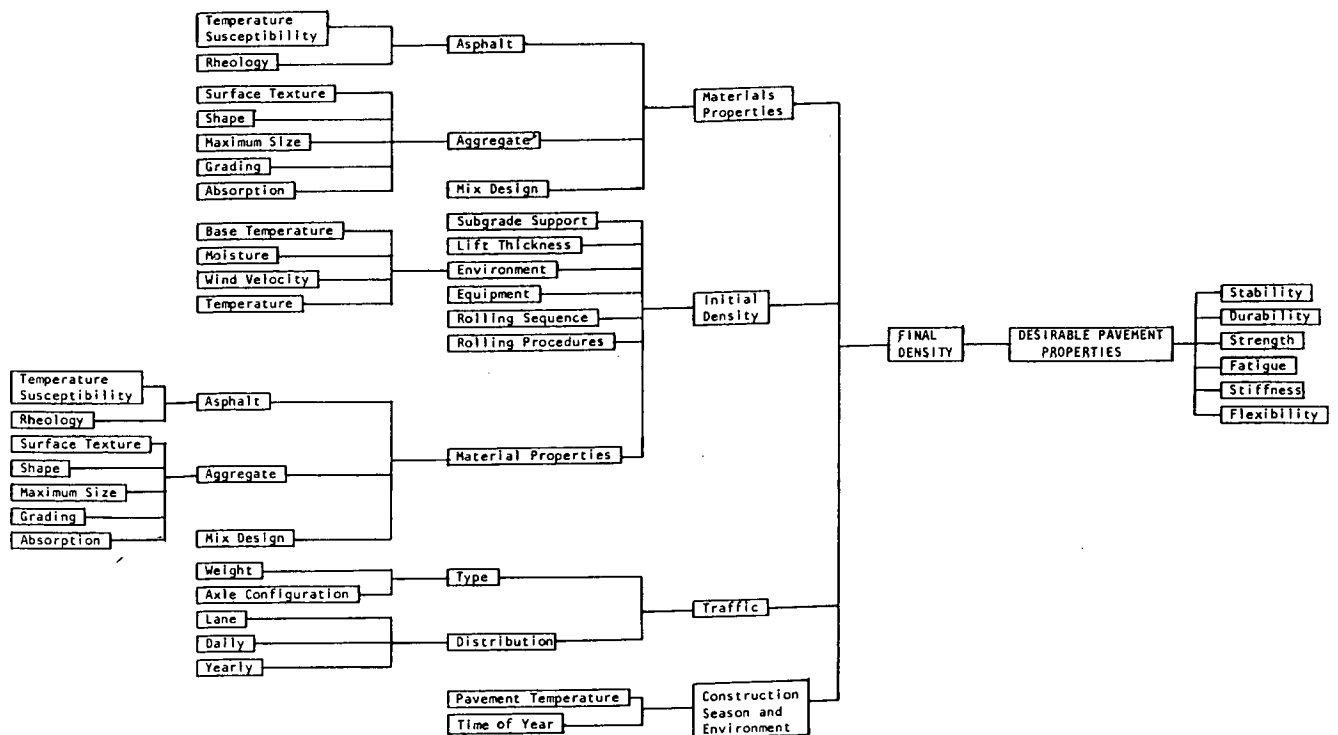 Temperature
Susceptibility
Rheology
Asphalt
Surface Texture
Shape
Maximum Size
Grading
Absorption
Aggregate
Mix Design
Materials
Properties
Base Temperature
Moisture
Wind Velocity
Temperature
Subgrade Support
Lift Thickness
Environment
Equipment
Rolling Sequence
Rolling Procedures
Initial
Density
Temperature
Susceptibility
Rheology
Surface Texture
Shape
Maximum Size
Grading
Absorption
Asphalt
Aggregate
Mix Design
Material Properties
Weight
Axle Configuration
Lane
Daily
Yearly
Type
Distribution
Traffic
Pavement Temperature
Time of Year
Construction
Season and
Environment
FINAL
DENSITY
DESIRABLE PAVEMENT
PROPERTIES
Stability
Durability
Strength
Fatigue
Stiffness
Flexibility